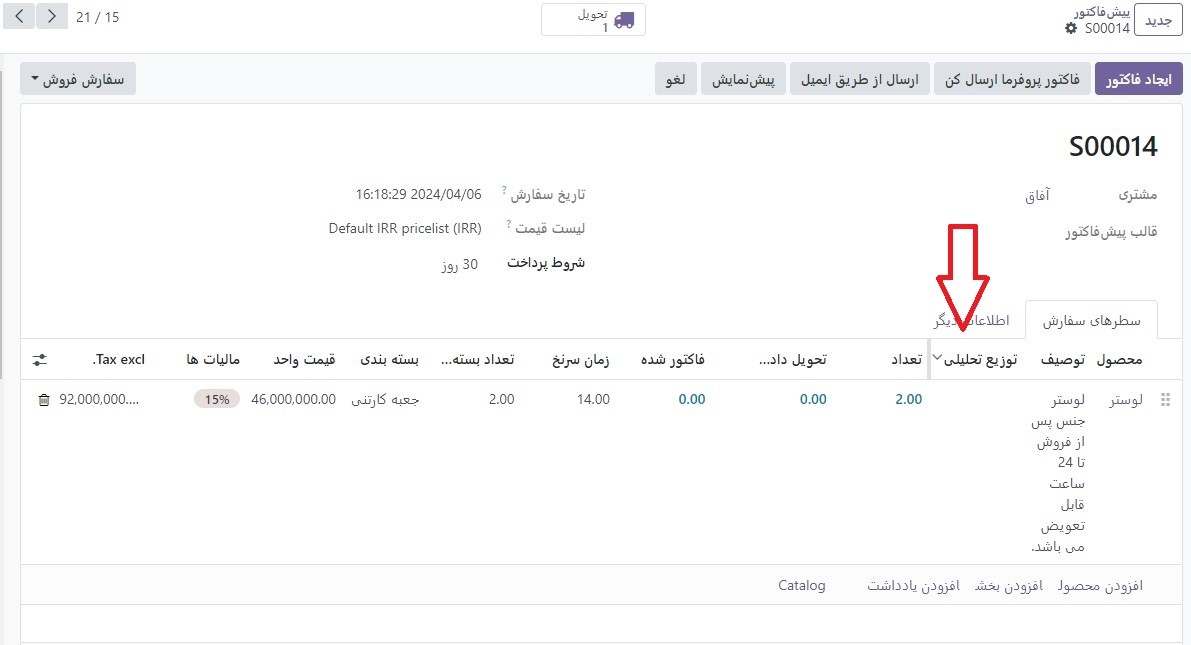 جدید
پیش‌فاکتور
S00014
تحویل
1
21 / 15
ایجاد فاکتور
فاکتور پروفرما ارسال کن
ارسال از طریق ایمیل
پیش‌نمایش
لغو
سفارش فروش
S00014
مشتری
آفاق
تاریخ سفارش ?
16:18:29 2024/04/06
قالب پیش‌فاکتور
لیست قیمت ?
Default IRR pricelist (IRR)
شروط پرداخت
30 روز
سطرهای سفارش
اطلاعات دیگر
محصول توصیف توزیع تحلیلی تعداد تحویل داد... فاکتور شده زمان سرنخ تعداد بسته... بسته بندی قیمت واحد مالیات ها Tax excl.
لوستر لوستر 2.00 0.00 0.00 14.00 2.00 جعبه کارتنی 46,000,000.00 15% 92,000,000....
جنس پس
از فروش
تا 24
ساعت
قابل
تعویض
می باشد.
افزودن محصول افزودن بخش افزودن یادداشت Catalog